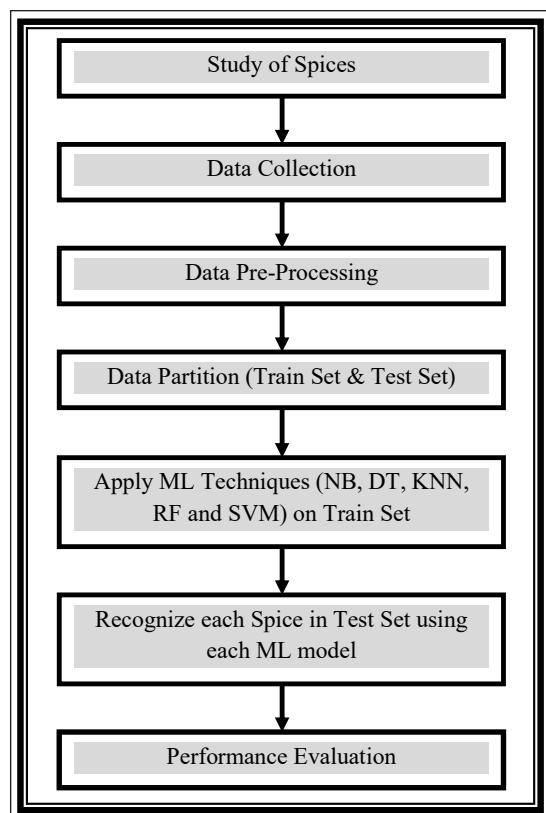 Study of Spices
Data Collection
Data Pre-Processing
Data Partition (Train Set & Test Set)
Apply ML Techniques (NB, DT, KNN,
RF and SVM) on Train Set
Recognize each Spice in Test Set using
each ML model
Performance Evaluation